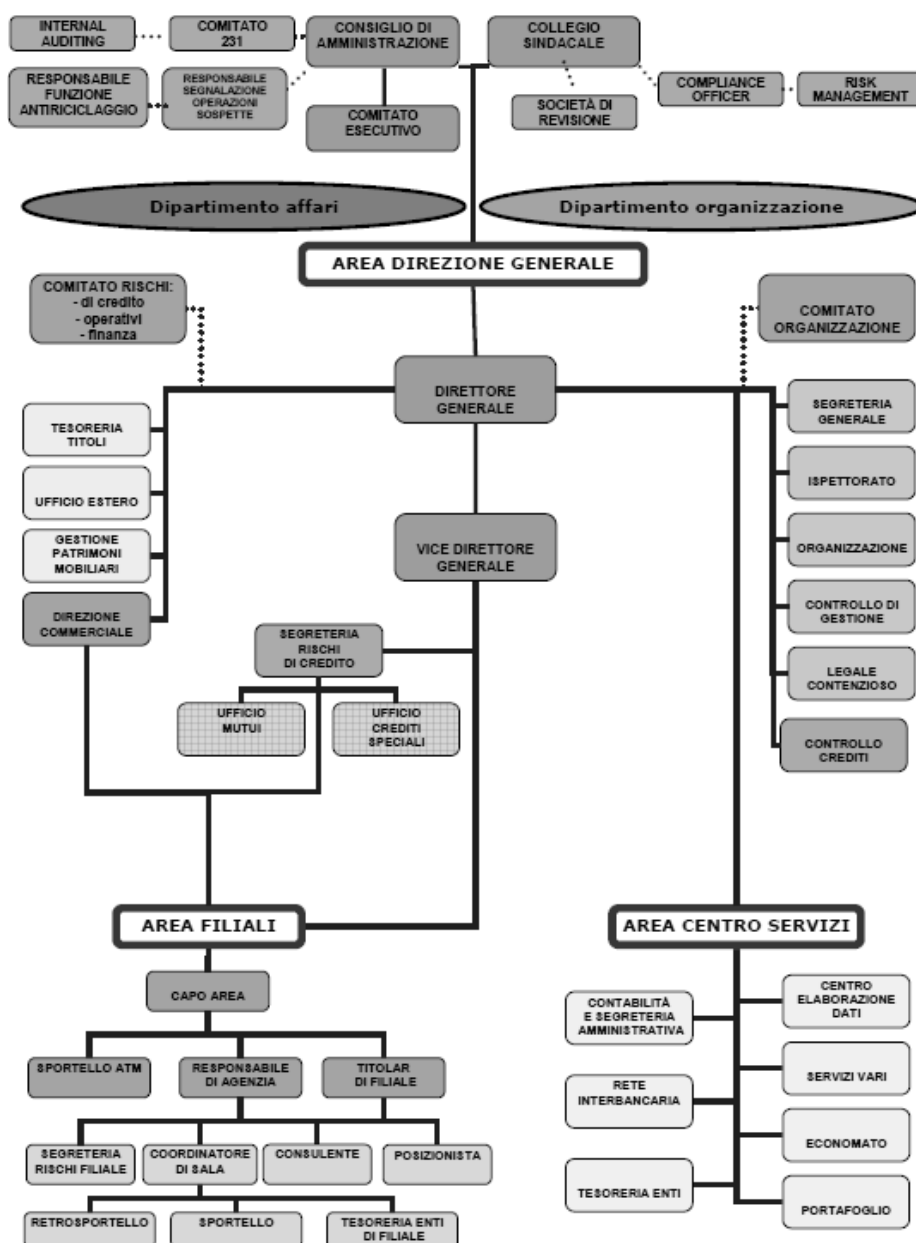 INTERNAL
AUDITING
COMITATO
231
CONSIGLIO DI
AMMINISTRAZIONE
COLLEGIO
SINDACALE
RESPONSABILE
FUNZIONE
ANTIRICICLAGGIO
RESPONSABILE
SEGNALAZIONE
OPERAZIONI
SOSPETTE
COMITATO
ESECUTIVO
SOCIETÀ DI
REVISIONE
COMPLIANCE
OFFICER
RISK
MANAGEMENT
Dipartimento affari
Dipartimento organizzazione
AREA DIREZIONE GENERALE
COMITATO RISCHI:
- di credito
- operativi
- finanza
COMITATO
ORGANIZZAZIONE
DIRETTORE
GENERALE
TESORERIA
TITOLI
UFFICIO ESTERO
GESTIONE
PATRIMONI
MOBILIARI
DIREZIONE
COMMERCIALE
VICE DIRETTORE
GENERALE
SEGRETERIA
GENERALE
ISPETTORATO
ORGANIZZAZIONE
CONTROLLO DI
GESTIONE
LEGALE
CONTENZIOSO
CONTROLLO
CREDITI
SEGRETERIA
RISCHI
DI CREDITO
UFFICIO
MUTUI
UFFICIO
CREDITI
SPECIALI
AREA FILIALI
AREA CENTRO SERVIZI
CAPO AREA
SPORTELLO ATM
RESPONSABILE
DI AGENZIA
TITOLAR
DI FILIALE
SEGRETERIA
RISCHI FILIALE
COORDINATORE
DI SALA
CONSULENTE
POSIZIONISTA
RETROSPORTELLO
SPORTELLO
TESORERIA ENTI
DI FILIALE
CONTABILITÀ
E SEGRETERIA
AMMINISTRATIVA
CENTRO
ELABORAZIONE
DATI
RETE
INTERBANCARIA
SERVIZI VARI
ECONOMATO
TESORERIA ENTI
PORTAFOGLIO